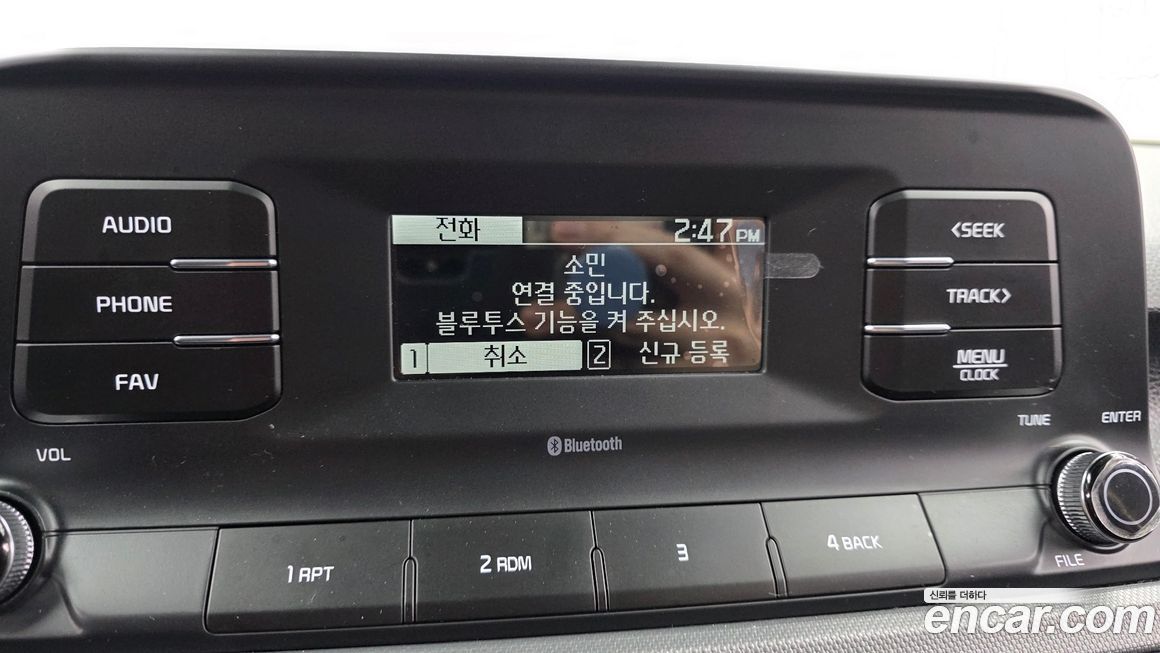 전화 2:47 PM
소민
연결 중입니다.
블루투스 기능을 켜 주십시오.
1 취소 2 신규 등록
AUDIO
PHONE
FAV
VOL
<SEEK
TRACK>
MENU
CLOCK
TUNE
ENTER
Bluetooth
1 RPT
2 RDM
3
4 BACK
FILE
신뢰를 더하다
encar.com